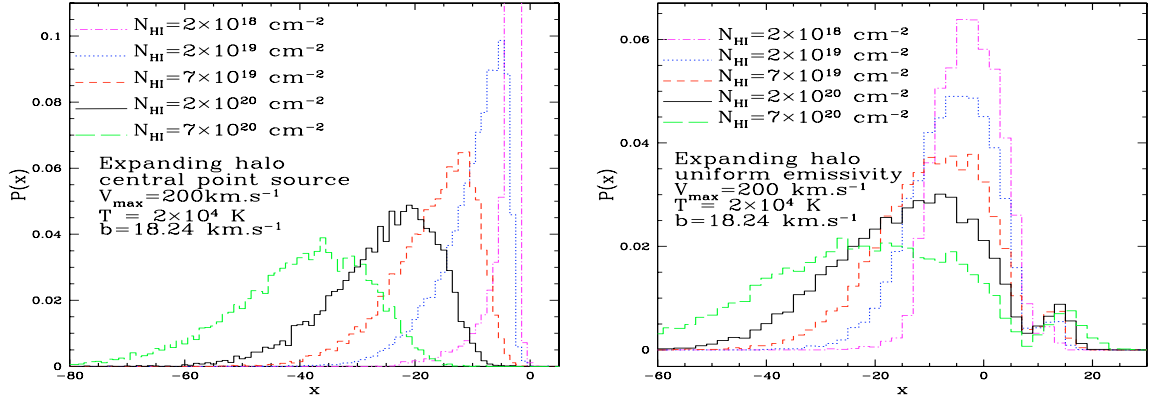 N_HI=2×10^18 cm^−2
N_HI=2×10^19 cm^−2
N_HI=7×10^19 cm^−2
N_HI=2×10^20 cm^−2
N_HI=7×10^20 cm^−2
Expanding halo
central point source
V_max=200km.s^−1
T = 2×10^4 K
b=18.24 km.s^−1
P(x)
0.1
0.08
0.06
0.04
0.02
0
−80
−60
−40
−20
0
x
N_HI=2×10^18 cm^−2
N_HI=2×10^19 cm^−2
N_HI=7×10^19 cm^−2
N_HI=2×10^20 cm^−2
N_HI=7×10^20 cm^−2
Expanding halo
uniform emissivity
V_max=200 km.s^−1
T = 2×10^4 K
b=18.24 km.s^−1
P(x)
0.06
0.04
0.02
0
−60
−40
−20
0
20
x